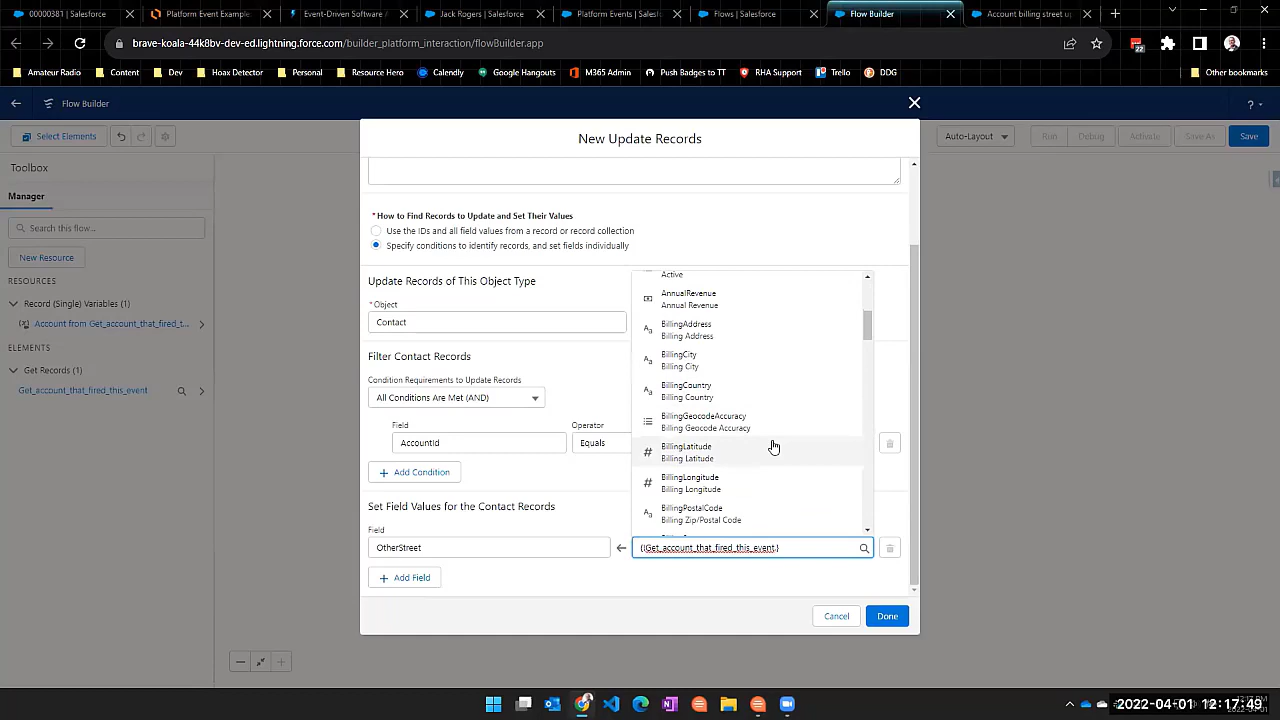 00000381 | Salesforce
Platform Event Example
Event-Driven Software A
Jack Rogers | Salesforce
Platform Events | Salesf
Flows | Salesforce
Flow Builder
Account billing street up
brave-koala-44k8bv-dev-ed.lightning.force.com/builder_platform_interaction/flowBuilder.app
22
Amateur Radio
Content
Dev
Hoax Detector
Personal
Resource Hero
Calendly
Google Hangouts
M365 Admin
Push Badges to TT
RHA Support
Trello
DDG
Other bookmarks
Flow Builder
?
Select Elements
Auto-Layout
Run
Debug
Activate
Save As
Save
Toolbox
Manager
Search this flow...
New Resource
RESOURCES
Record (Single) Variables (1)
Account from Get_account_that_fired_t...
ELEMENTS
Get Records (1)
Get_account_that_fired_this_event
New Update Records
*How to Find Records to Update and Set Their Values
Use the IDs and all field values from a record or record collection
Specify conditions to identify records, and set fields individually
Update Records of This Object Type
*Object
Contact
Filter Contact Records
Condition Requirements to Update Records
All Conditions Are Met (AND)
Field
Operator
AccountId
Equals
Add Condition
Active
AnnualRevenue
Annual Revenue
BillingAddress
Billing Address
BillingCity
Billing City
BillingCountry
Billing Country
BillingGeocodeAccuracy
Billing Geocode Accuracy
BillingLatitude
Billing Latitude
BillingLongitude
Billing Longitude
BillingPostalCode
Billing Zip/Postal Code
Set Field Values for the Contact Records
Field
OtherStreet
{!Get_account_that_fired_this_event.}
Add Field
Cancel
Done
2022-04-01 12:17:49